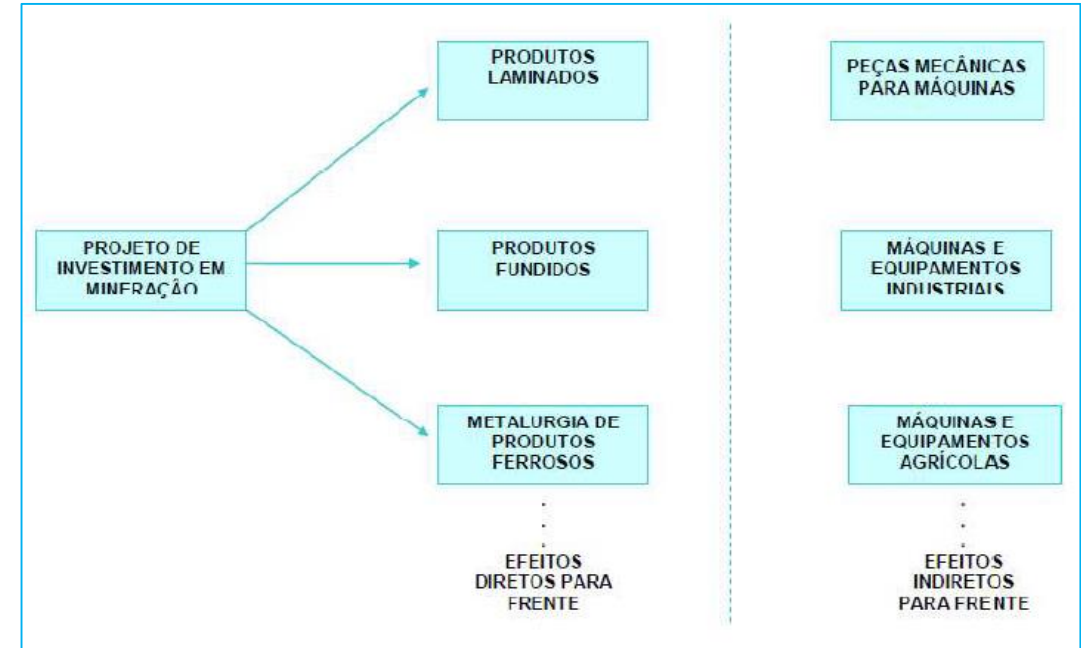 PRODUTOS
LAMINADOS
PEÇAS MECÂNICAS
PARA MÁQUINAS
PROJETO DE
INVESTIMENTO EM
MINERAÇÃO
PRODUTOS
FUNDIDOS
MÁQUINAS E
EQUIPAMENTOS
INDUSTRIAIS
METALURGIA DE
PRODUTOS
FERROSOS
MÁQUINAS E
EQUIPAMENTOS
AGRÍCOLAS
.
.
.
EFEITOS
DIRETOS PARA
FRENTE
.
.
.
EFEITOS
INDIRETOS
PARA FRENTE